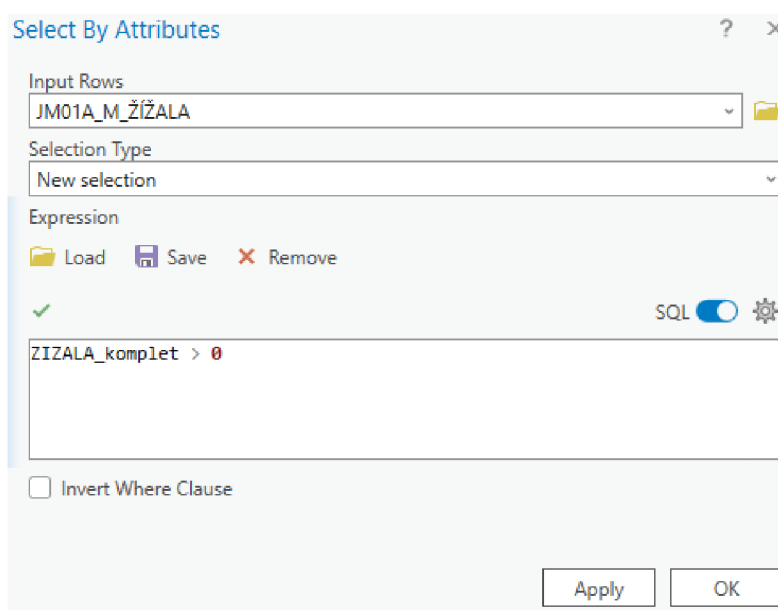 Select By Attributes ?
Input Rows
JM01A_M_ŽÍŽALA
Selection Type
New selection
Expression
Load Save Remove
SQL
ZIZALA_komplet > 0
Invert Where Clause
Apply OK